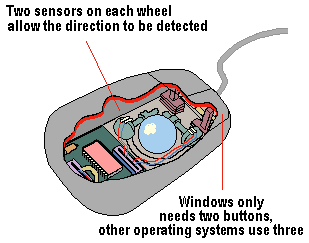 Two sensors on each wheel
allow the direction to be detected
Windows only
needs two buttons,
other operating systems use three